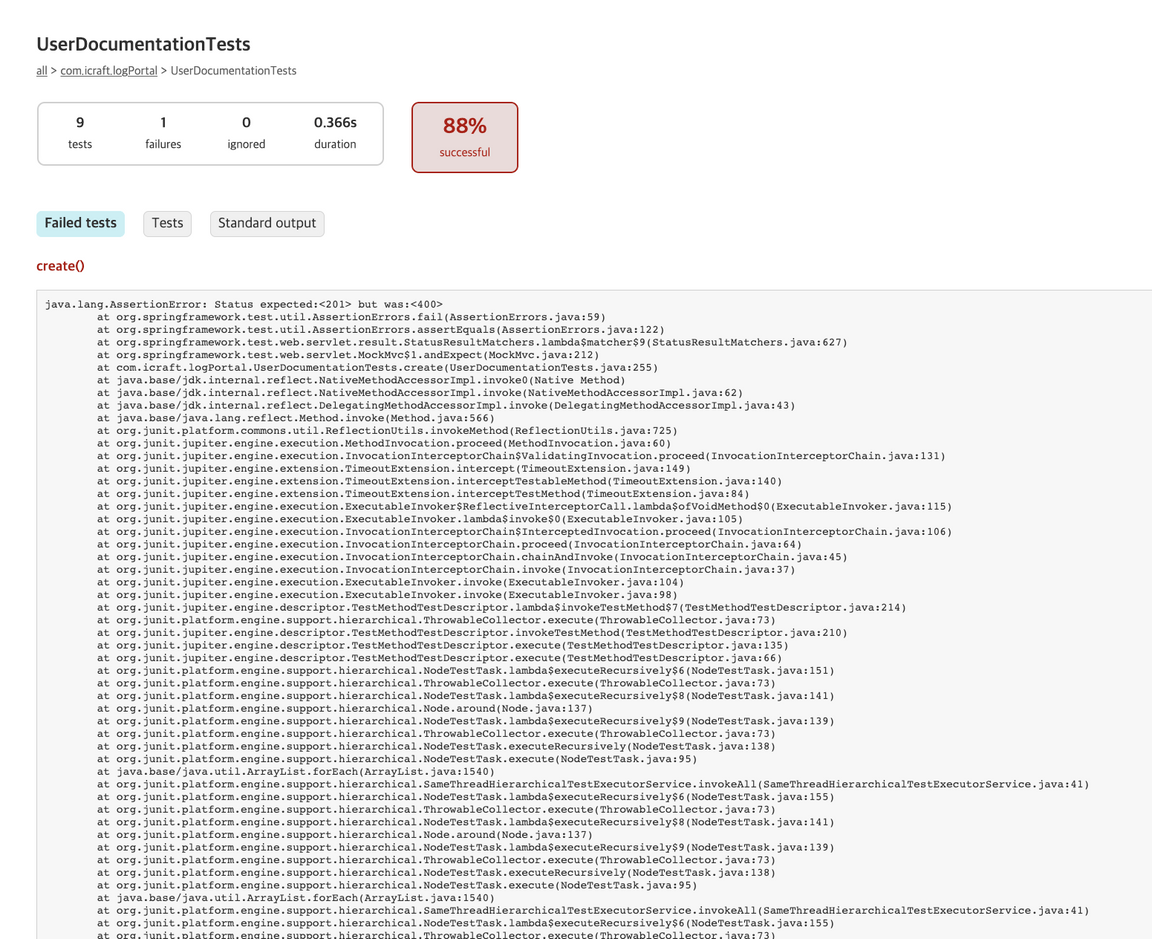 UserDocumentationTests
all > com.icraft.logPortal > UserDocumentationTests
9 1 0 0.366s
tests failures ignored duration
88%
successful
Failed tests Tests Standard output
create()
java.lang.AssertionError: Status expected:<201> but was:<400>
at org.springframework.test.util.AssertionErrors.fail(AssertionErrors.java:59)
at org.springframework.test.util.AssertionErrors.assertEquals(AssertionErrors.java:122)
at org.springframework.test.web.servlet.result.StatusResultMatchers.lambda$matcher$9(StatusResultMatchers.java:627)
at org.springframework.test.web.servlet.MockMvc$1.andExpect(MockMvc.java:212)
at com.icraft.logPortal.UserDocumentationTests.create(UserDocumentationTests.java:255)
at java.base/jdk.internal.reflect.NativeMethodAccessorImpl.invoke0(Native Method)
at java.base/jdk.internal.reflect.NativeMethodAccessorImpl.invoke(NativeMethodAccessorImpl.java:62)
at java.base/jdk.internal.reflect.DelegatingMethodAccessorImpl.invoke(DelegatingMethodAccessorImpl.java:43)
at java.base/java.lang.reflect.Method.invoke(Method.java:566)
at org.junit.platform.commons.util.ReflectionUtils.invokeMethod(ReflectionUtils.java:725)
at org.junit.jupiter.engine.execution.MethodInvocation.proceed(MethodInvocation.java:60)
at org.junit.jupiter.engine.execution.InvocationInterceptorChain$ValidatingInvocation.proceed(InvocationInterceptorChain.java:131)
at org.junit.jupiter.engine.extension.TimeoutExtension.intercept(TimeoutExtension.java:149)
at org.junit.jupiter.engine.extension.TimeoutExtension.interceptTestableMethod(TimeoutExtension.java:140)
at org.junit.jupiter.engine.extension.TimeoutExtension.interceptTestMethod(TimeoutExtension.java:84)
at org.junit.jupiter.engine.execution.ExecutableInvoker$ReflectiveInterceptorCall.lambda$ofVoidMethod$0(ExecutableInvoker.java:115)
at org.junit.jupiter.engine.execution.ExecutableInvoker.lambda$invoke$0(ExecutableInvoker.java:105)
at org.junit.jupiter.engine.execution.InvocationInterceptorChain$InterceptedInvocation.proceed(InvocationInterceptorChain.java:106)
at org.junit.jupiter.engine.execution.InvocationInterceptorChain.proceed(InvocationInterceptorChain.java:64)
at org.junit.jupiter.engine.execution.InvocationInterceptorChain.chainAndInvoke(InvocationInterceptorChain.java:45)
at org.junit.jupiter.engine.execution.InvocationInterceptorChain.invoke(InvocationInterceptorChain.java:37)
at org.junit.jupiter.engine.execution.ExecutableInvoker.invoke(ExecutableInvoker.java:104)
at org.junit.jupiter.engine.execution.ExecutableInvoker.invoke(ExecutableInvoker.java:98)
at org.junit.jupiter.engine.descriptor.TestMethodTestDescriptor.lambda$invokeTestMethod$7(TestMethodTestDescriptor.java:214)
at org.junit.platform.engine.support.hierarchical.ThrowableCollector.execute(ThrowableCollector.java:73)
at org.junit.jupiter.engine.descriptor.TestMethodTestDescriptor.invokeTestMethod(TestMethodTestDescriptor.java:210)
at org.junit.jupiter.engine.descriptor.TestMethodTestDescriptor.execute(TestMethodTestDescriptor.java:135)
at org.junit.jupiter.engine.descriptor.TestMethodTestDescriptor.execute(TestMethodTestDescriptor.java:66)
at org.junit.platform.engine.support.hierarchical.NodeTestTask.lambda$executeRecursively$6(NodeTestTask.java:151)
at org.junit.platform.engine.support.hierarchical.ThrowableCollector.execute(ThrowableCollector.java:73)
at org.junit.platform.engine.support.hierarchical.NodeTestTask.lambda$executeRecursively$8(NodeTestTask.java:141)
at org.junit.platform.engine.support.hierarchical.Node.around(Node.java:137)
at org.junit.platform.engine.support.hierarchical.NodeTestTask.lambda$executeRecursively$9(NodeTestTask.java:139)
at org.junit.platform.engine.support.hierarchical.ThrowableCollector.execute(ThrowableCollector.java:73)
at org.junit.platform.engine.support.hierarchical.NodeTestTask.executeRecursively(NodeTestTask.java:138)
at org.junit.platform.engine.support.hierarchical.NodeTestTask.execute(NodeTestTask.java:95)
at java.base/java.util.ArrayList.forEach(ArrayList.java:1540)
at org.junit.platform.engine.support.hierarchical.SameThreadHierarchicalTestExecutorService.invokeAll(SameThreadHierarchicalTestExecutorService.java:41)
at org.junit.platform.engine.support.hierarchical.NodeTestTask.lambda$executeRecursively$6(NodeTestTask.java:155)
at org.junit.platform.engine.support.hierarchical.ThrowableCollector.execute(ThrowableCollector.java:73)
at org.junit.platform.engine.support.hierarchical.NodeTestTask.lambda$executeRecursively$8(NodeTestTask.java:141)
at org.junit.platform.engine.support.hierarchical.Node.around(Node.java:137)
at org.junit.platform.engine.support.hierarchical.NodeTestTask.lambda$executeRecursively$9(NodeTestTask.java:139)
at org.junit.platform.engine.support.hierarchical.ThrowableCollector.execute(ThrowableCollector.java:73)
at org.junit.platform.engine.support.hierarchical.NodeTestTask.executeRecursively(NodeTestTask.java:138)
at org.junit.platform.engine.support.hierarchical.NodeTestTask.execute(NodeTestTask.java:95)
at java.base/java.util.ArrayList.forEach(ArrayList.java:1540)
at org.junit.platform.engine.support.hierarchical.SameThreadHierarchicalTestExecutorService.invokeAll(SameThreadHierarchicalTestExecutorService.java:41)
at org.junit.platform.engine.support.hierarchical.NodeTestTask.lambda$executeRecursively$6(NodeTestTask.java:155)
at org.junit.platform.engine.support.hierarchical.ThrowableCollector.execute(ThrowableCollector.java:73)